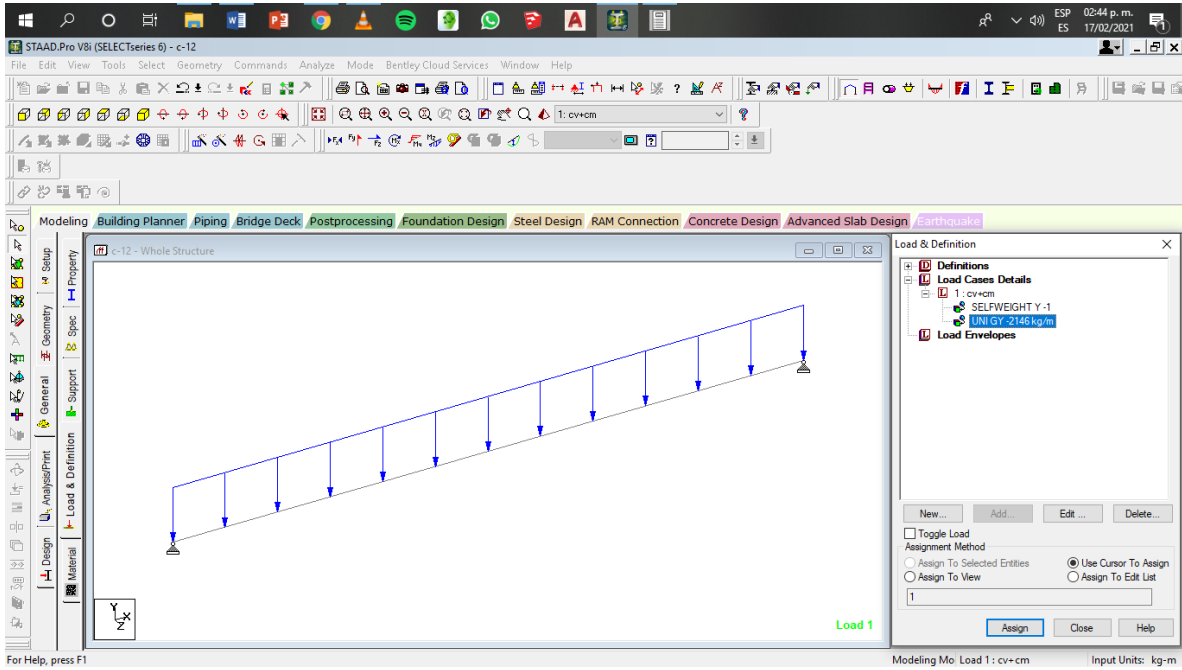 ESP
ES
02:44 p. m.
17/02/2021
STAAD.Pro V8i (SELECTseries 6) - c-12
File Edit View Tools Select Geometry Commands Analyze Mode Bentley Cloud Services Window Help
1: cv+cm
Modeling Building Planner Piping Bridge Deck Postprocessing Foundation Design Steel Design RAM Connection Concrete Design Advanced Slab Design Earthquake
Setup
Geometry
General
Analysis/Print
Design
Property
Spec
Support
Load & Definition
Material
c-12 - Whole Structure
Y
X
Z
Load 1
Load & Definition
Definitions
Load Cases Details
1 : cv+cm
SELFWEIGHT Y -1
UNI GY -2146 kg/m
Load Envelopes
New... Add... Edit ... Delete...
Toggle Load
Assignment Method
Assign To Selected Entities Use Cursor To Assign
Assign To View Assign To Edit List
1
Assign Close Help
For Help, press F1 Modeling Mo Load 1 : cv+cm Input Units: kg-m